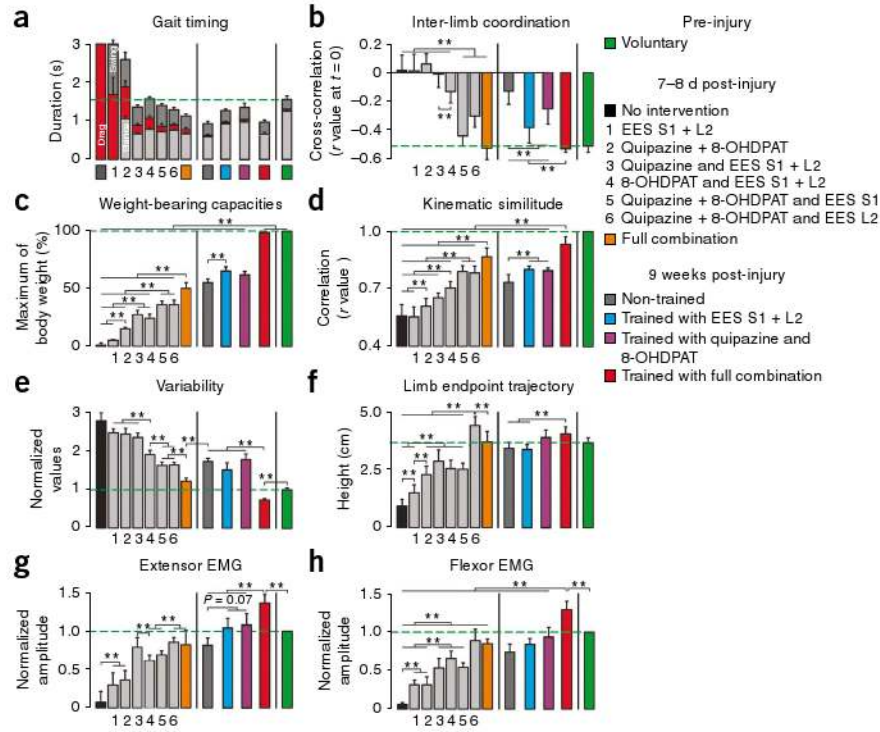 a Gait timing
Duration (s)
3
2
1
0
Drag
Stance
1 2 3 4 5 6
b Inter-limb coordination
Cross-correlation
(r value at t = 0)
0.2
0
−0.2
−0.4
−0.6
**
**
**
**
1 2 3 4 5 6
Pre-injury
Voluntary
7–8 d post-injury
No intervention
1 EES S1 + L2
2 Quipazine + 8-OHDPAT
3 Quipazine and EES S1 + L2
4 8-OHDPAT and EES S1 + L2
5 Quipazine + 8-OHDPAT and EES S1
6 Quipazine + 8-OHDPAT and EES L2
Full combination
9 weeks post-injury
Non-trained
Trained with EES S1 + L2
Trained with quipazine and
8-OHDPAT
Trained with full combination
c Weight-bearing capacities
Maximum of
body weight (%)
100
50
0
**
**
**
**
**
**
1 2 3 4 5 6
d Kinematic similitude
Correlation
(r value )
1.0
0.7
0.4
**
**
**
**
**
**
**
1 2 3 4 5 6
e Variability
Normalized
values
3
2
1
0
**
**
**
**
**
**
1 2 3 4 5 6
f Limb endpoint trajectory
Height (cm)
5.0
2.5
0
**
**
**
**
**
**
1 2 3 4 5 6
g Extensor EMG
Normalized
amplitude
1.5
1.0
0.5
0
**
**
**
**
**
P = 0.07
1 2 3 4 5 6
h Flexor EMG
Normalized
amplitude
1.5
1.0
0.5
0
**
**
**
**
**
1 2 3 4 5 6